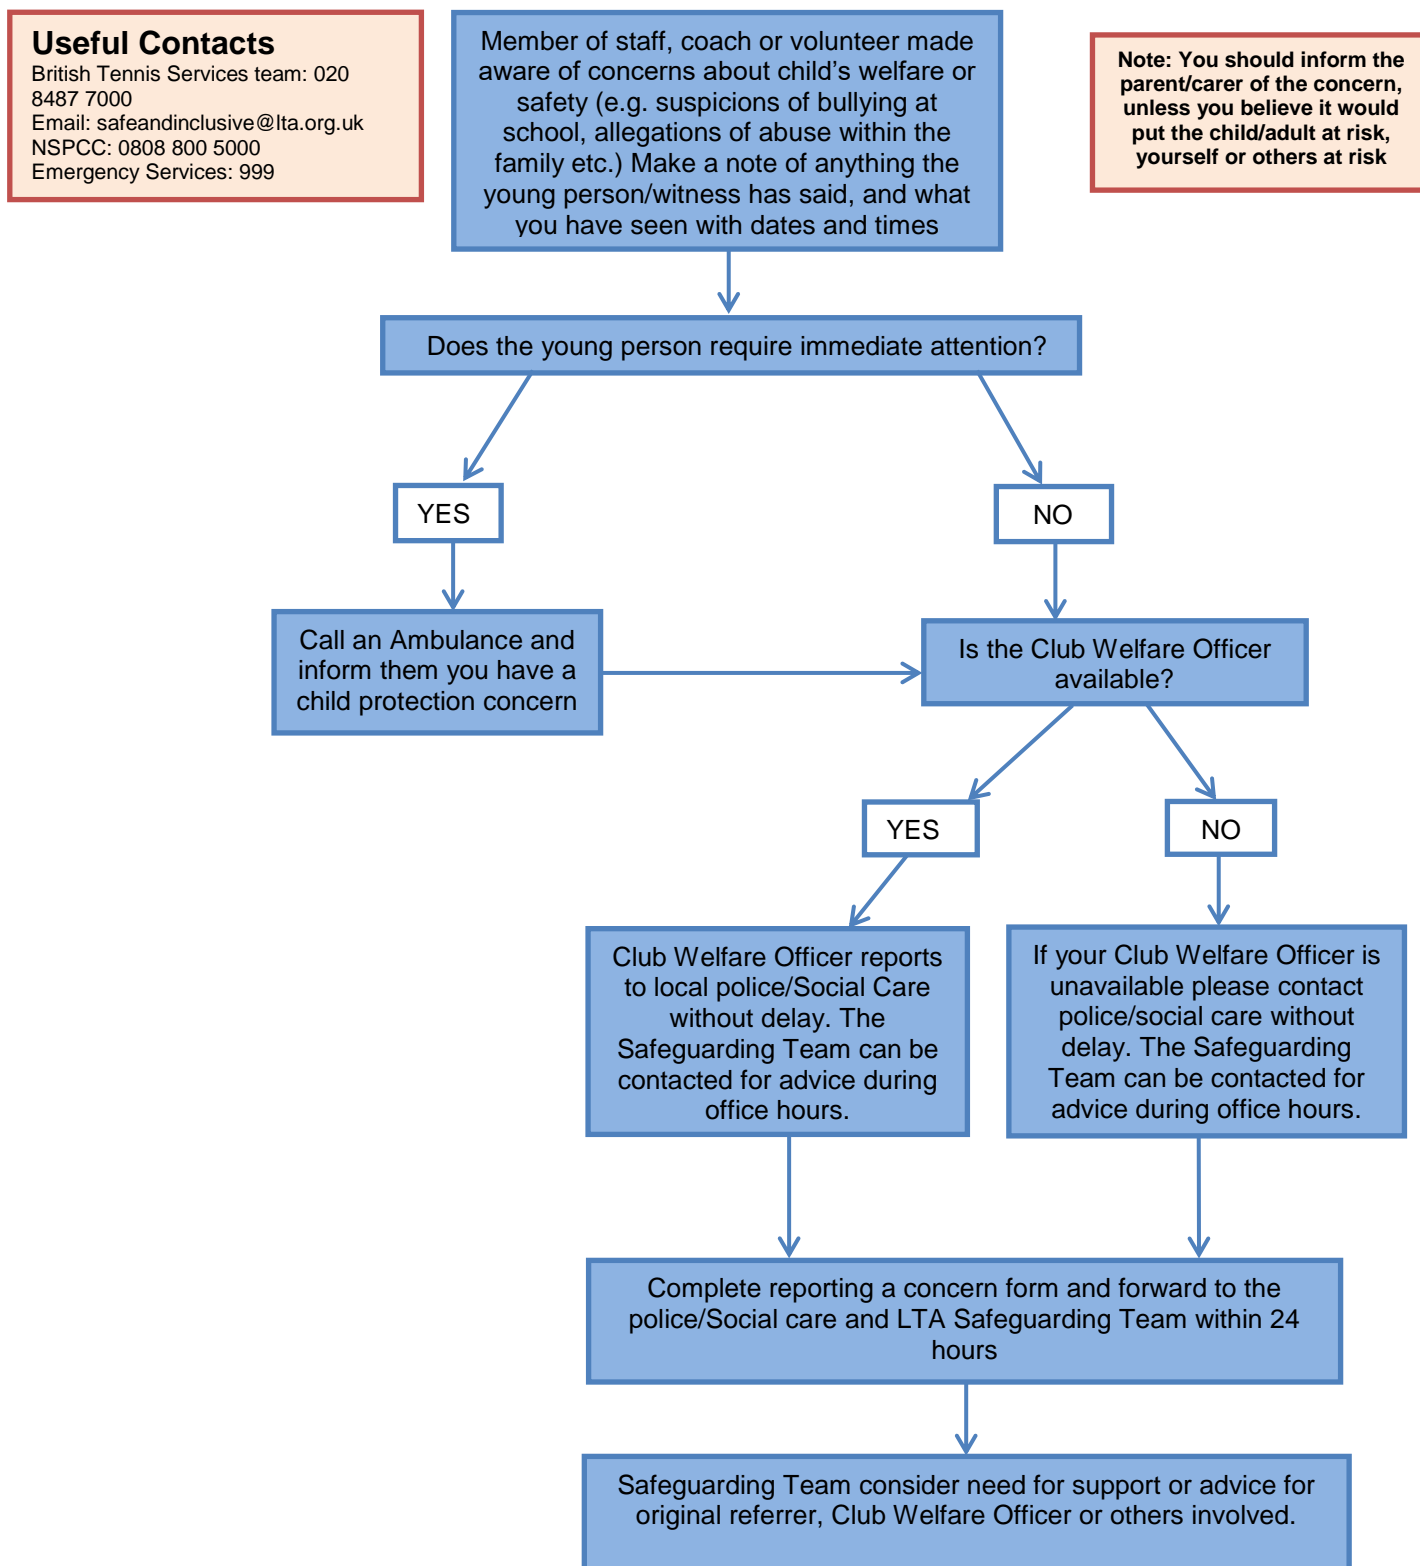 Useful Contacts
British Tennis Services team: 020
8487 7000
Email: safeandinclusive@lta.org.uk
NSPCC: 0808 800 5000
Emergency Services: 999
Member of staff, coach or volunteer made
aware of concerns about child’s welfare or
safety (e.g. suspicions of bullying at
school, allegations of abuse within the
family etc.) Make a note of anything the
young person/witness has said, and what
you have seen with dates and times
Note: You should inform the
parent/carer of the concern,
unless you believe it would
put the child/adult at risk,
yourself or others at risk
Does the young person require immediate attention?
YES
NO
Call an Ambulance and
inform them you have a
child protection concern
Is the Club Welfare Officer
available?
YES
NO
Club Welfare Officer reports
to local police/Social Care
without delay. The
Safeguarding Team can be
contacted for advice during
office hours.
If your Club Welfare Officer is
unavailable please contact
police/social care without
delay. The Safeguarding
Team can be contacted for
advice during office hours.
Complete reporting a concern form and forward to the
police/Social care and LTA Safeguarding Team within 24
hours
Safeguarding Team consider need for support or advice for
original referrer, Club Welfare Officer or others involved.